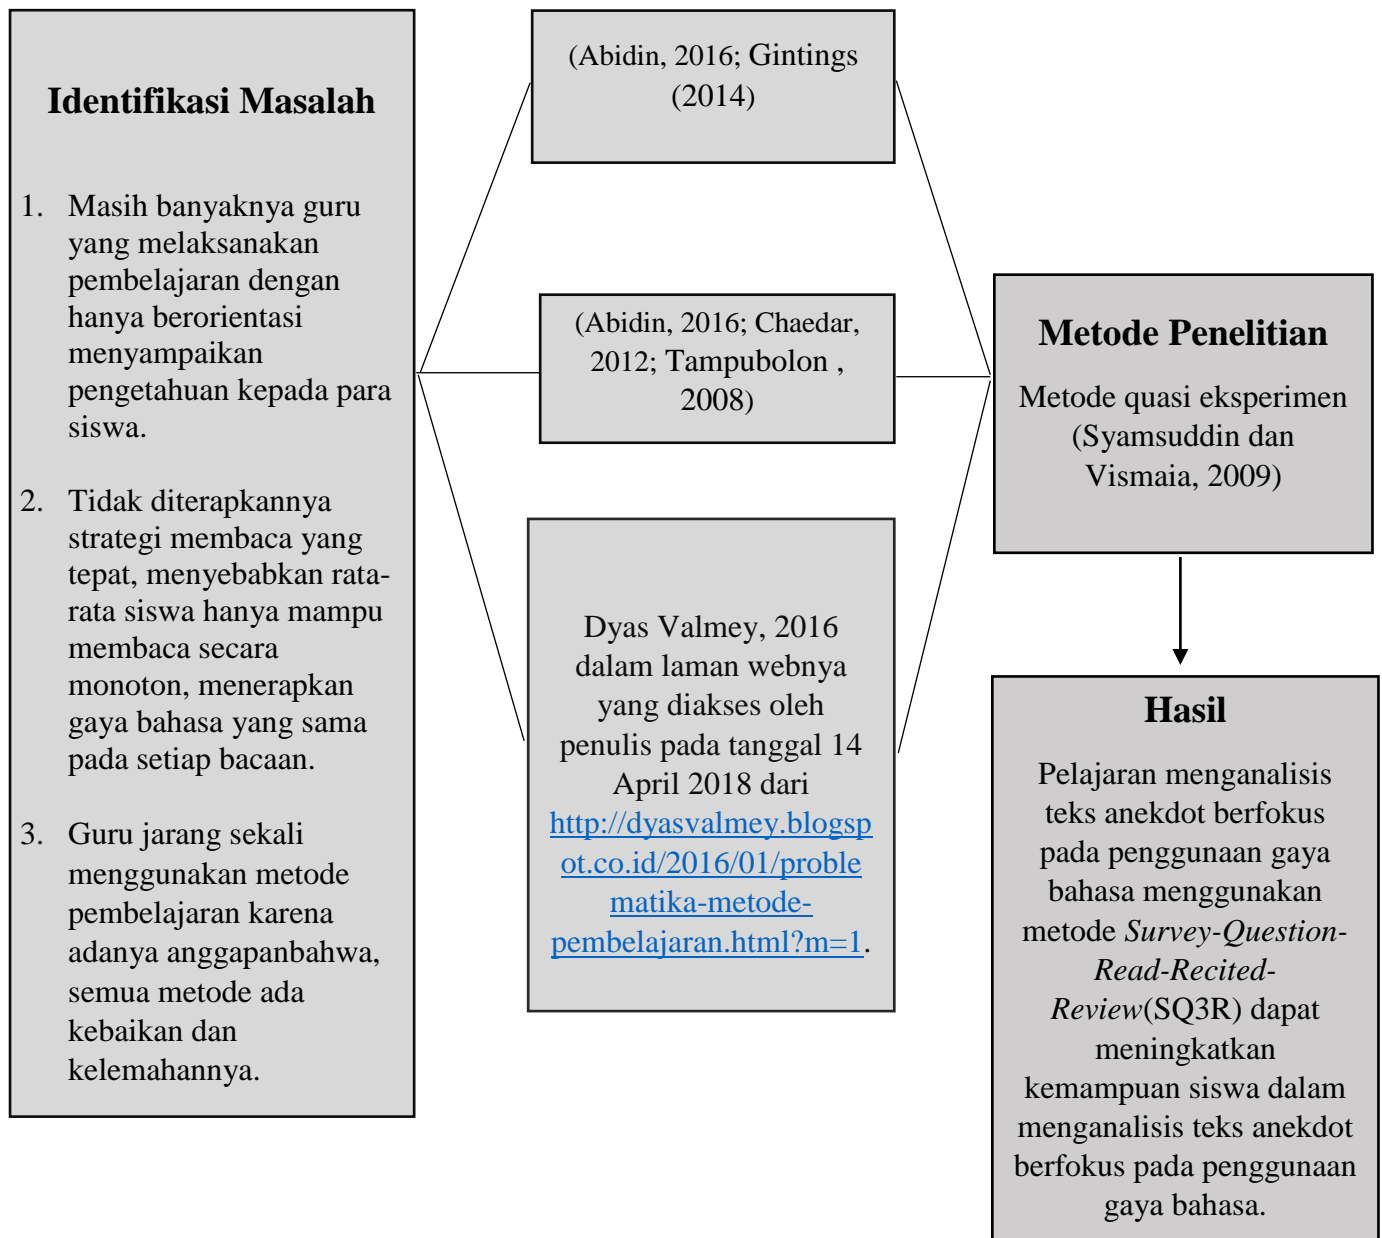 Identifikasi Masalah
1. Masih banyaknya guru
yang melaksanakan
pembelajaran dengan
hanya berorientasi
menyampaikan
pengetahuan kepada para
siswa.
2. Tidak diterapkannya
strategi membaca yang
tepat, menyebabkan rata-
rata siswa hanya mampu
membaca secara
monoton, menerapkan
gaya bahasa yang sama
pada setiap bacaan.
3. Guru jarang sekali
menggunakan metode
pembelajaran karena
adanya anggapanbahwa,
semua metode ada
kebaikan dan
kelemahannya.
(Abidin, 2016; Gintings
(2014)
(Abidin, 2016; Chaedar,
2012; Tampubolon ,
2008)
Dyas Valmey, 2016
dalam laman webnya
yang diakses oleh
penulis pada tanggal 14
April 2018 dari
http://dyasvalmey.blogsp
ot.co.id/2016/01/proble
matika-metode-
pembelajaran.html?m=1.
Metode Penelitian
Metode quasi eksperimen
(Syamsuddin dan
Vismaia, 2009)
Hasil
Pelajaran menganalisis
teks anekdot berfokus
pada penggunaan gaya
bahasa menggunakan
metode Survey-Question-
Read-Recited-
Review(SQ3R) dapat
meningkatkan
kemampuan siswa dalam
menganalisis teks anekdot
berfokus pada penggunaan
gaya bahasa.